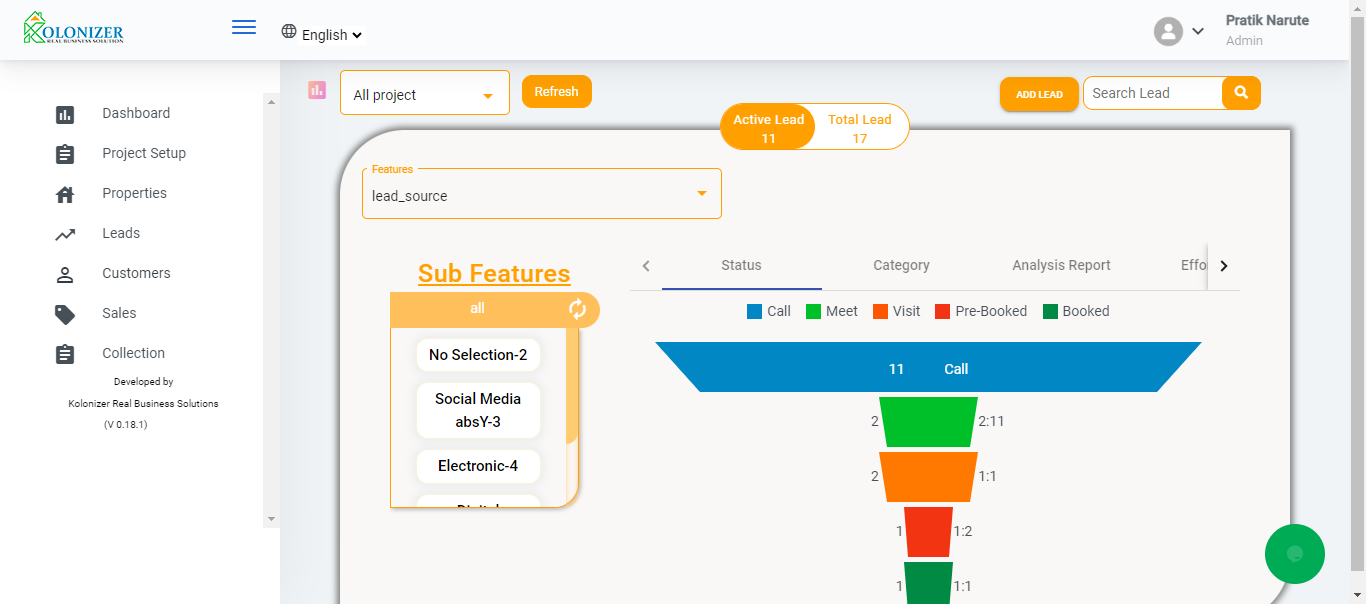 KOLONIZER
REAL BUSINESS SOLUTION
English
Pratik Narute
Admin
Dashboard
Project Setup
Properties
Leads
Customers
Sales
Collection
Developed by
Kolonizer Real Business Solutions
(V 0.18.1)
All project
Refresh
ADD LEAD
Search Lead
Active Lead
11
Total Lead
17
Features
lead_source
Sub Features
all
No Selection-2
Social Media
absY-3
Electronic-4
Status
Category
Analysis Report
Effo
Call
Meet
Visit
Pre-Booked
Booked
11 Call
2 2:11
2 1:1
1 1:2
1 1:1